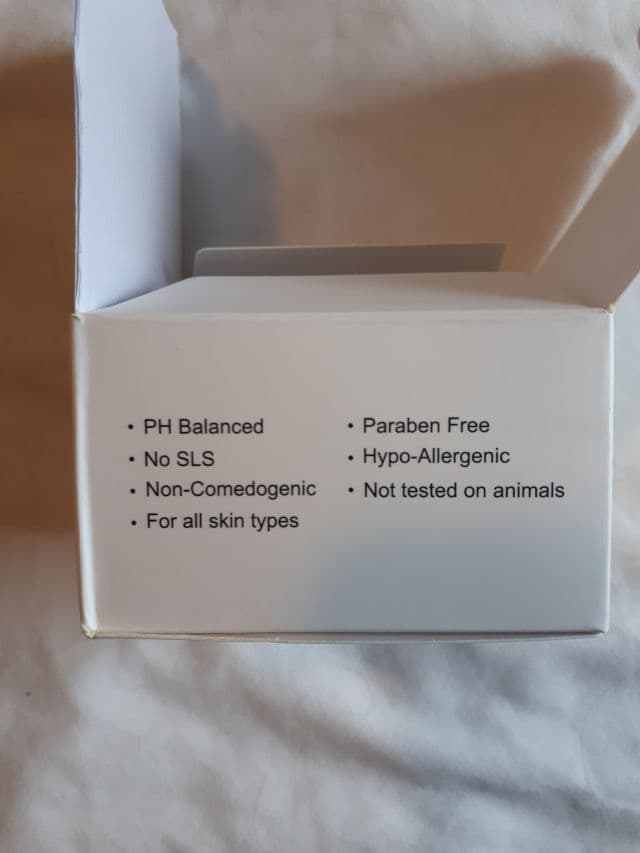 • PH Balanced
• No SLS
• Non-Comedogenic
• For all skin types
• Paraben Free
• Hypo-Allergenic
• Not tested on animals